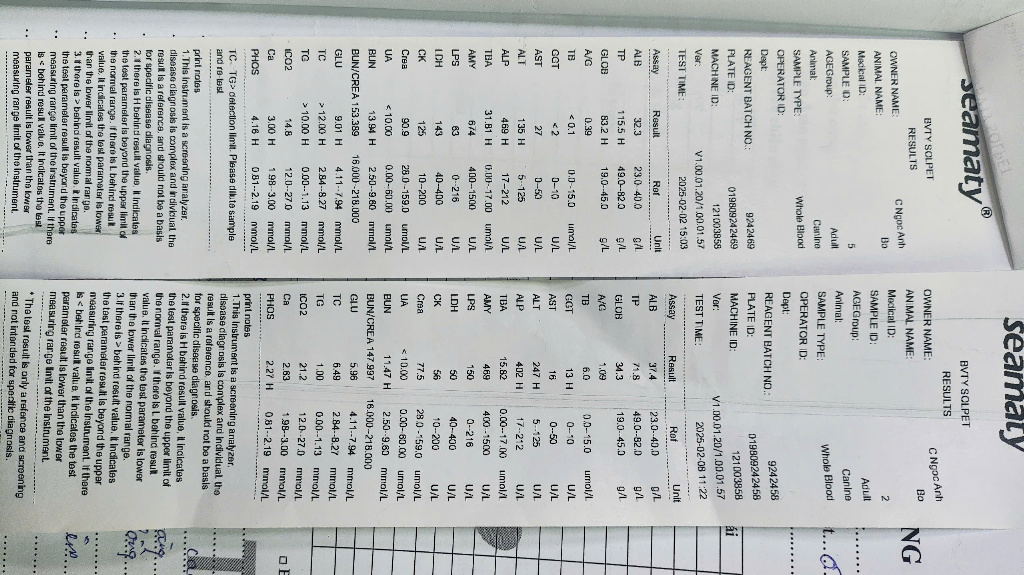 seamaty®
BVTY SOLPET
RESULTS
OWNER NAME: C Ngoc Anh
ANIMAL NAME: Bo
Medical ID:
SAMPLE ID: 5
AGEGroup: Adult
Animal: Canine
SAMPLE TYPE: Whole Blood
OPERATOR ID:
Dept:
REAGENT BATCH NO.: 9242469
PLATE ID: 01980924 2469
MACHINE ID: 121003858
Ver: V1.00.01.20/1.00.01.57
TEST TIME: 2025-02-02 15:03
Assay Result Ref Unit
ALB 32.3 23.0-40.0 g/L
TP 115.5 H 49.0-82.0 g/L
GLOB 83.2 H 19.0-45.0 g/L
A/G 0.39
TB <0.1 0.0-15.0 umol/L
GGT <2 0-10 U/L
AST 27 0-50 U/L
ALT 135 H 5-125 U/L
ALP 469 H 17-212 U/L
TBA 31.81 H 0.00-17.00 umol/L
AMY 674 400-1500 U/L
LPS 63 0-216 U/L
LDH 143 40-400 U/L
CK 125 10-200 U/L
Crea 90.9 28.0-159.0 umol/L
UA <10.00 0.00-60.00 umol/L
BUN 13.94 H 2.50-9.60 mmol/L
BUN/CREA 153.389 16.000-218.000
GLU 9.01 H 4.11-7.94 mmol/L
TC >12.00 H 2.84-8.27 mmol/L
TG >10.00 H 0.00-1.13 mmol/L
tCO2 14.8 12.0-27.0 mmol/L
Ca 3.00 H 1.98-3.00 mmol/L
PHOS 4.16 H 0.81-2.19 mmol/L
TC、TG> detection limit. Please dilute sample
and re-test
print notes
1.This instrument is a screening analyzer,
disease diagnosis is complex and individual, the
result is a reference, and should not be a basis
for specific disease diagnosis.
2.If there is H behind result value, it indicates
the test parameter is beyond the upper limit of
the normal range. If there is L behind result
value, it indicates the test parameter is lower
than the lower limit of the normal range.
3.If there is > behind result value, it indicates
the test parameter result is beyond the upper
measuring range limit of the instrument. If there
is < behind result value, it indicates the test
parameter result is lower than the lower
measuring range limit of the instrument.
seamaty
BVTY SOLPET
RESULTS
OWNER NAME: C Ngoc Anh
ANIMAL NAME: Bo
Medical ID:
SAMPLE ID: 2
AGEGroup: Adult
Animal: Canine
SAMPLE TYPE: Whole Blood
OPERATOR ID:
Dept:
REAGENT BATCH NO.: 9242458
PLATE ID: 019809242458
MACHINE ID: 121003858
Ver: V1.00.01.20/1.00.01.57
TEST TIME: 2025-02-08 11:22
Assay Result Ref Unit
ALB 37.4 23.0-40.0 g/L
TP 71.8 49.0-82.0 g/L
GLOB 34.3 19.0-45.0 g/L
A/G 1.09
TB 6.0 0.0-15.0 umol/L
GGT 13 H 0-10 U/L
AST 16 0-50 U/L
ALT 247 H 5-125 U/L
ALP 402 H 17-212 U/L
TBA 15.62 0.00-17.00 umol/L
AMY 469 400-1500 U/L
LPS 150 0-216 U/L
LDH 50 40-400 U/L
CK 56 10-200 U/L
Crea 77.5 28.0-159.0 umol/L
UA <10.00 0.00-60.00 umol/L
BUN 11.47 H 2.50-9.60 mmol/L
BUN/CREA 147.997 16.000-218.000
GLU 5.96 4.11-7.94 mmol/L
TC 6.49 2.84-8.27 mmol/L
TG 1.00 0.00-1.13 mmol/L
tCO2 21.2 12.0-27.0 mmol/L
Ca 2.63 1.98-3.00 mmol/L
PHOS 2.27 H 0.81-2.19 mmol/L
print notes
1.This instrument is a screening analyzer,
disease diagnosis is complex and individual, the
result is a reference, and should not be a basis
for specific disease diagnosis.
2.If there is H behind result value, it indicates
the test parameter is beyond the upper limit of
the normal range. If there is L behind result
value, it indicates the test parameter is lower
than the lower limit of the normal range.
3.If there is > behind result value, it indicates
the test parameter result is beyond the upper
measuring range limit of the instrument. If there
is < behind result value, it indicates the test
parameter result is lower than the lower
measuring range limit of the instrument.
* The test result is only a refence and screening
and not intended for specific diagnosis.
NG